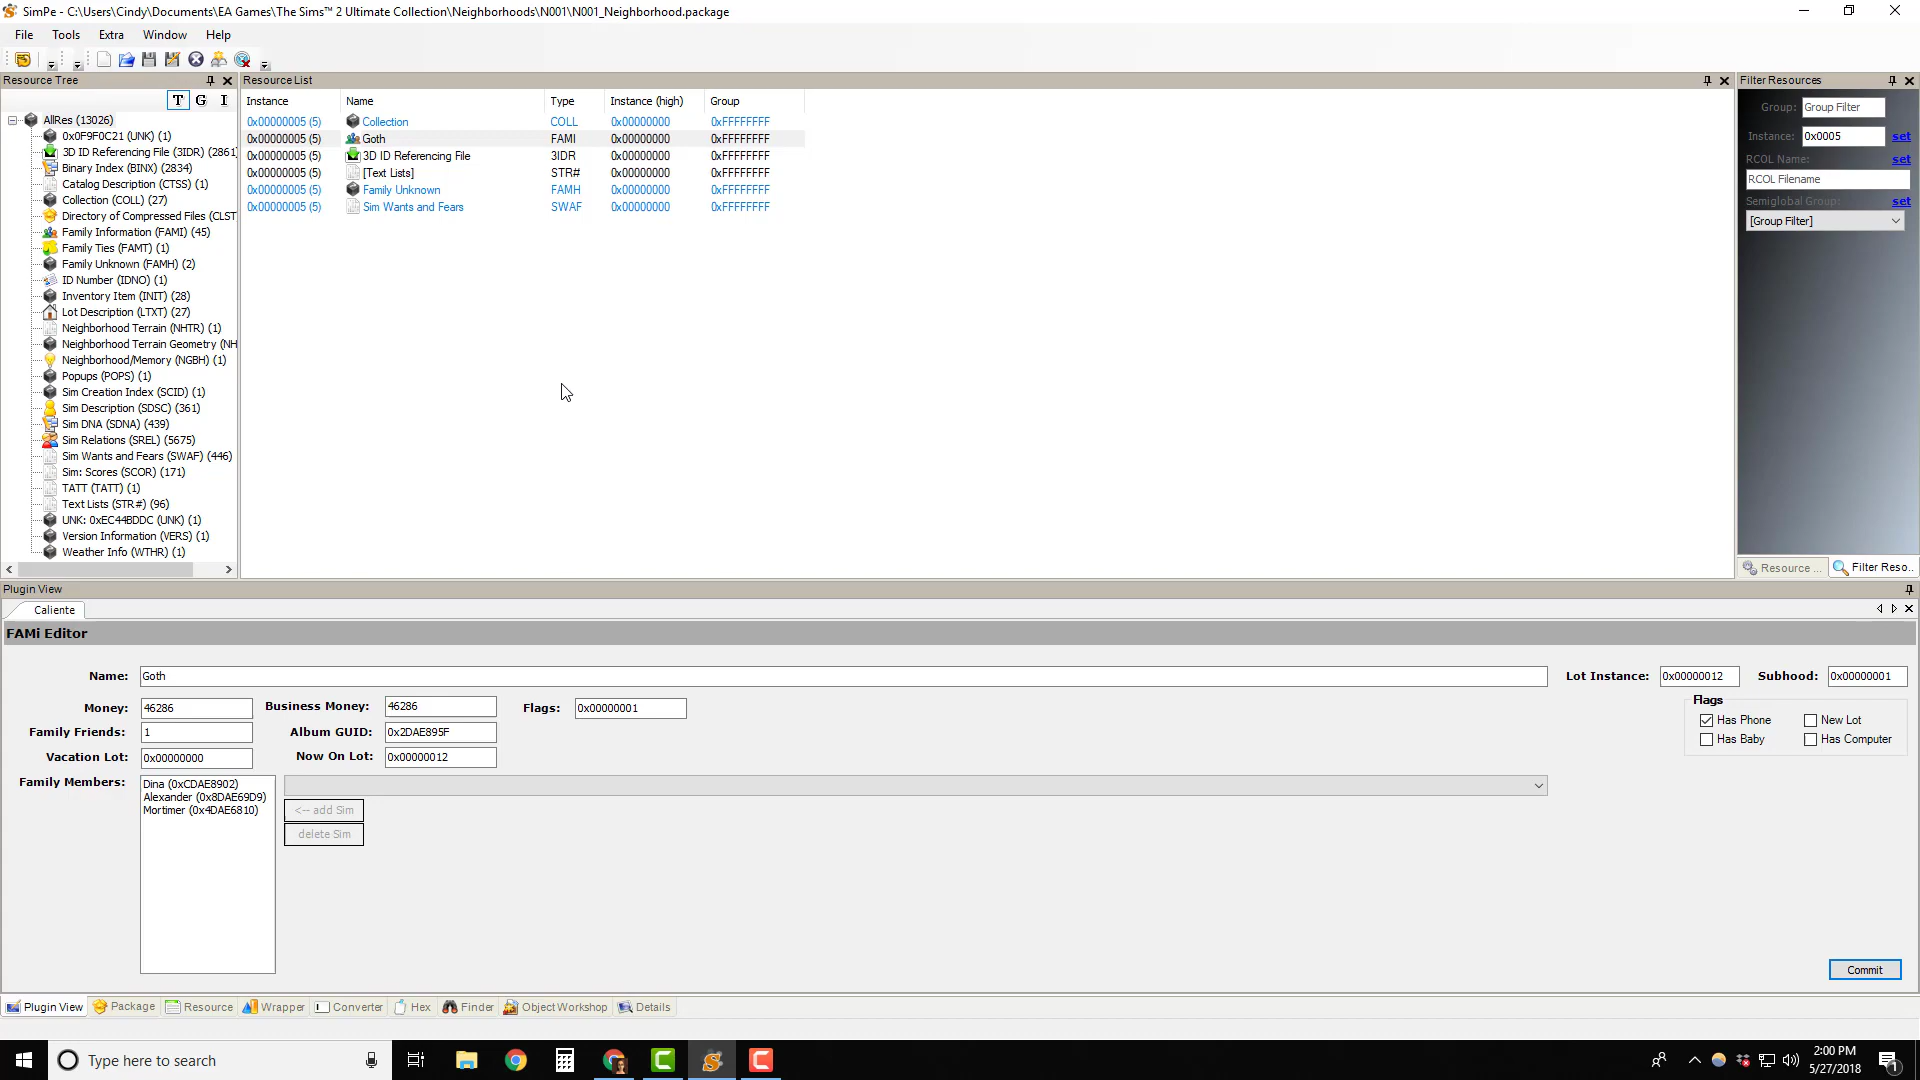 SimPe - C:\Users\Cindy\Documents\EA Games\The Sims™ 2 Ultimate Collection\Neighborhoods\N001\N001_Neighborhood.package
File Tools Extra Window Help
Resource Tree
Resource List
Filter Resources
T G I
AllRes (13026)
0x0F9F0C21 (UNK) (1)
3D ID Referencing File (3IDR) (2861)
Binary Index (BINX) (2834)
Catalog Description (CTSS) (1)
Collection (COLL) (27)
Directory of Compressed Files (CLST
Family Information (FAMI) (45)
Family Ties (FAMT) (1)
Family Unknown (FAMH) (2)
ID Number (IDNO) (1)
Inventory Item (INIT) (28)
Lot Description (LTXT) (27)
Neighborhood Terrain (NHTR) (1)
Neighborhood Terrain Geometry (NH
Neighborhood/Memory (NGBH) (1)
Popups (POPS) (1)
Sim Creation Index (SCID) (1)
Sim Description (SDSC) (361)
Sim DNA (SDNA) (439)
Sim Relations (SREL) (5675)
Sim Wants and Fears (SWAF) (446)
Sim: Scores (SCOR) (171)
TATT (TATT) (1)
Text Lists (STR#) (96)
UNK: 0xEC44BDDC (UNK) (1)
Version Information (VERS) (1)
Weather Info (WTHR) (1)
Instance Name Type Instance (high) Group
0x00000005 (5) Collection COLL 0x00000000 0xFFFFFFFF
0x00000005 (5) Goth FAMI 0x00000000 0xFFFFFFFF
0x00000005 (5) 3D ID Referencing File 3IDR 0x00000000 0xFFFFFFFF
0x00000005 (5) [Text Lists] STR# 0x00000000 0xFFFFFFFF
0x00000005 (5) Family Unknown FAMH 0x00000000 0xFFFFFFFF
0x00000005 (5) Sim Wants and Fears SWAF 0x00000000 0xFFFFFFFF
Group: Group Filter
Instance: 0x0005 set
RCOL Name: set
RCOL Filename
Semiglobal Group: set
[Group Filter]
Resource ... Filter Reso..
Plugin View
Caliente
FAMi Editor
Name: Goth Lot Instance: 0x00000012 Subhood: 0x00000001
Money: 46286 Business Money: 46286 Flags: 0x00000001
Family Friends: 1 Album GUID: 0x2DAE895F
Vacation Lot: 0x00000000 Now On Lot: 0x00000012
Flags
Has Phone New Lot
Has Baby Has Computer
Family Members:
Dina (0xCDAE8902)
Alexander (0x8DAE69D9)
Mortimer (0x4DAE6810)
<-- add Sim
delete Sim
Commit
Plugin View Package Resource Wrapper Converter Hex Finder Object Workshop Details
Type here to search
2:00 PM
5/27/2018
1